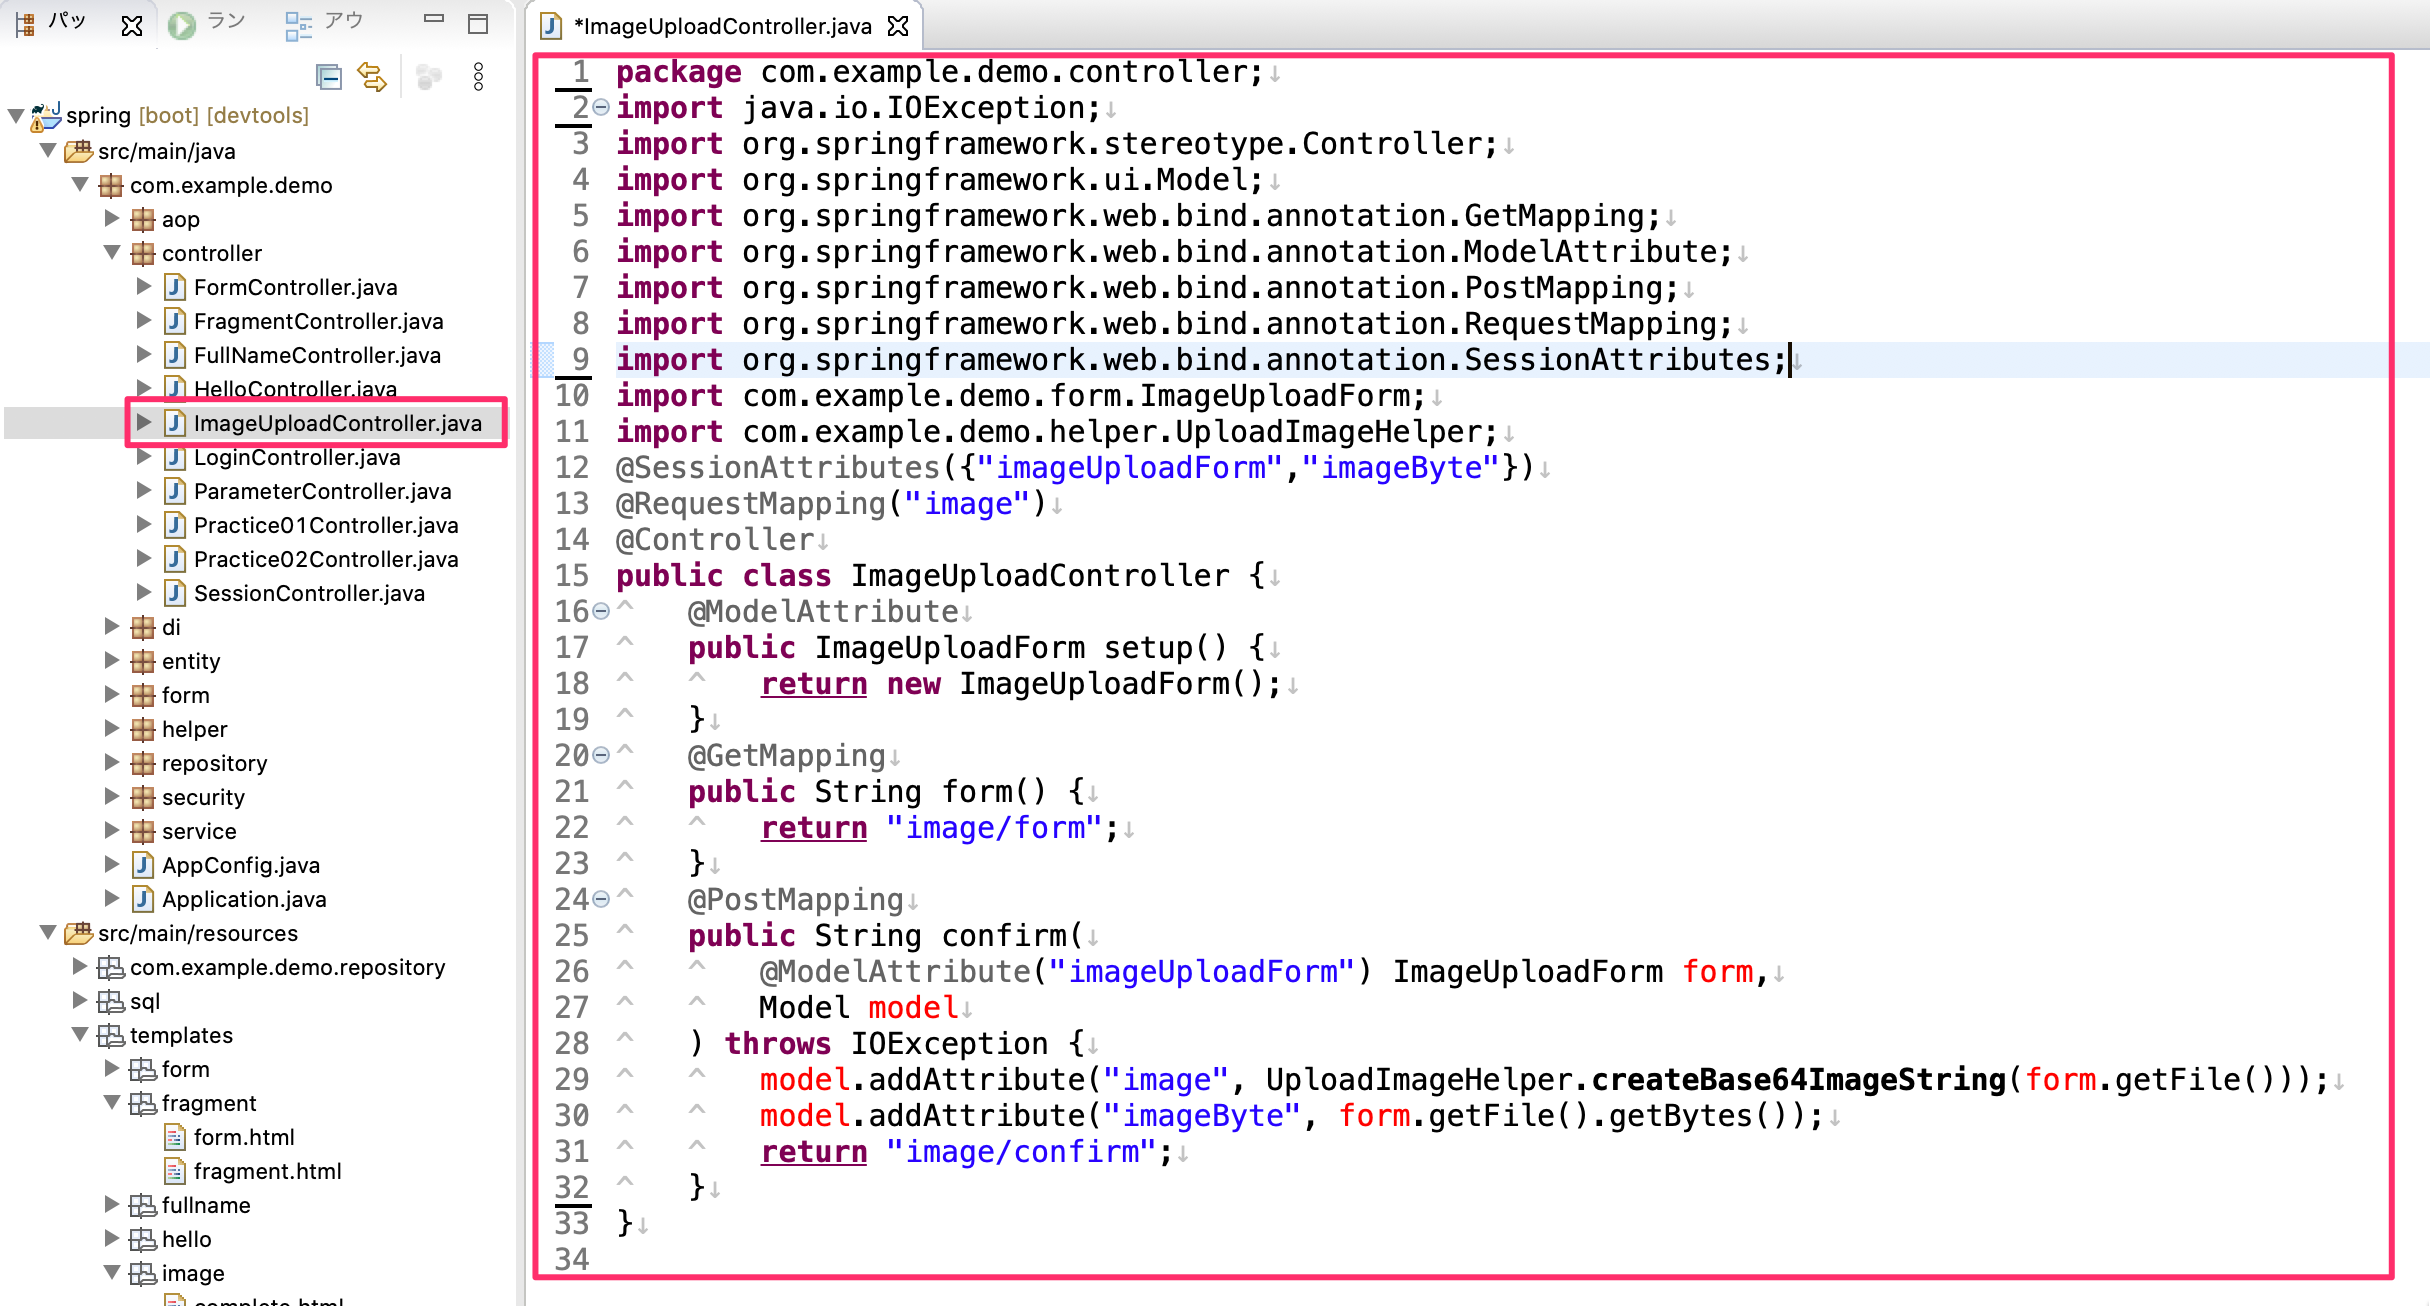 パッ
ラン
アウ
spring [boot] [devtools]
src/main/java
com.example.demo
aop
controller
FormController.java
FragmentController.java
FullNameController.java
HelloController.java
ImageUploadController.java
LoginController.java
ParameterController.java
Practice01Controller.java
Practice02Controller.java
SessionController.java
di
entity
form
helper
repository
security
service
AppConfig.java
Application.java
src/main/resources
com.example.demo.repository
sql
templates
form
fragment
form.html
fragment.html
fullname
hello
image
complete.html
*ImageUploadController.java
1 package com.example.demo.controller;↓
2 import java.io.IOException;↓
3 import org.springframework.stereotype.Controller;↓
4 import org.springframework.ui.Model;↓
5 import org.springframework.web.bind.annotation.GetMapping;↓
6 import org.springframework.web.bind.annotation.ModelAttribute;↓
7 import org.springframework.web.bind.annotation.PostMapping;↓
8 import org.springframework.web.bind.annotation.RequestMapping;↓
9 import org.springframework.web.bind.annotation.SessionAttributes;↓
10 import com.example.demo.form.ImageUploadForm;↓
11 import com.example.demo.helper.UploadImageHelper;↓
12 @SessionAttributes({"imageUploadForm","imageByte"})↓
13 @RequestMapping("image")↓
14 @Controller↓
15 public class ImageUploadController {↓
16 ^ @ModelAttribute↓
17 ^ public ImageUploadForm setup() {↓
18 ^ ^ return new ImageUploadForm();↓
19 ^ }↓
20 ^ @GetMapping↓
21 ^ public String form() {↓
22 ^ ^ return "image/form";↓
23 ^ }↓
24 ^ @PostMapping↓
25 ^ public String confirm(↓
26 ^ ^ @ModelAttribute("imageUploadForm") ImageUploadForm form,↓
27 ^ ^ Model model↓
28 ^ ) throws IOException {↓
29 ^ ^ model.addAttribute("image", UploadImageHelper.createBase64ImageString(form.getFile()));↓
30 ^ ^ model.addAttribute("imageByte", form.getFile().getBytes());↓
31 ^ ^ return "image/confirm";↓
32 ^ }↓
33 }↓
34